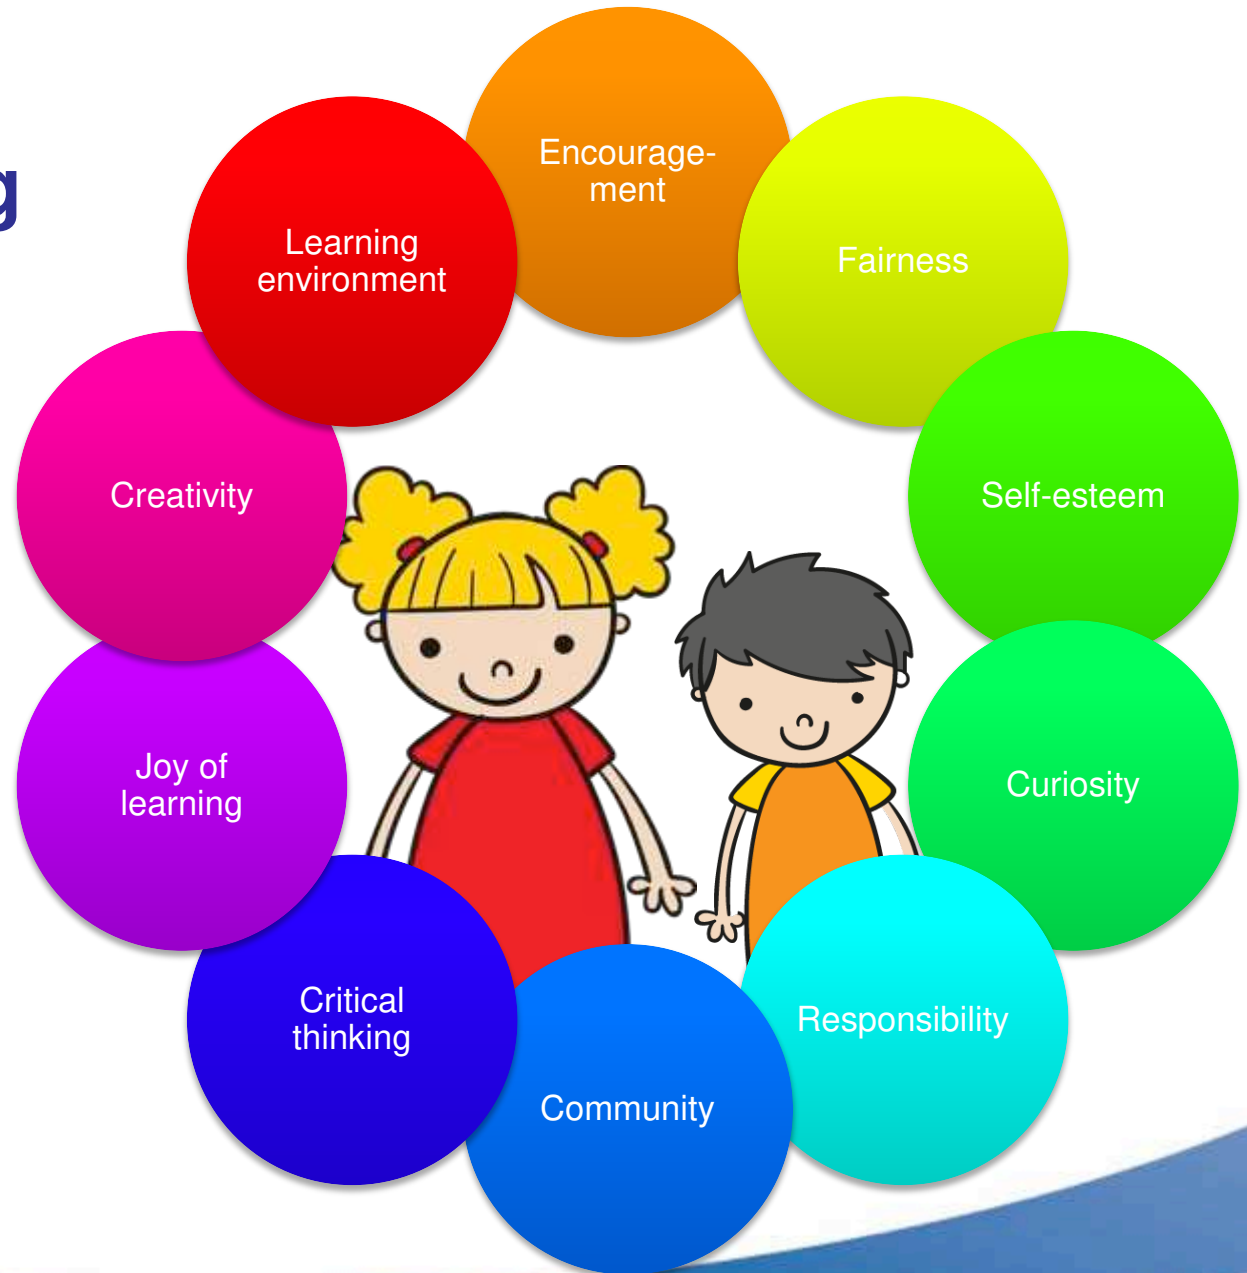 g
Encourage-
ment
Fairness
Self-esteem
Curiosity
Responsibility
Community
Critical
thinking
Joy of
learning
Creativity
Learning
environment